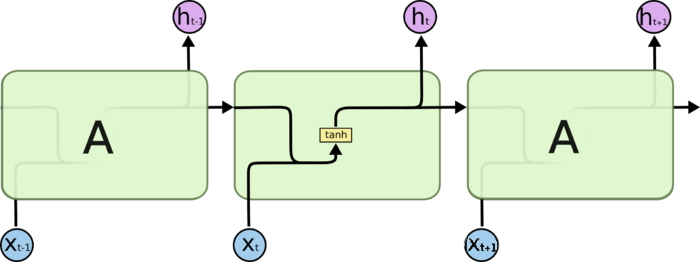 ht-1 ht ht+1
A tanh A
xt-1 xt xt+1